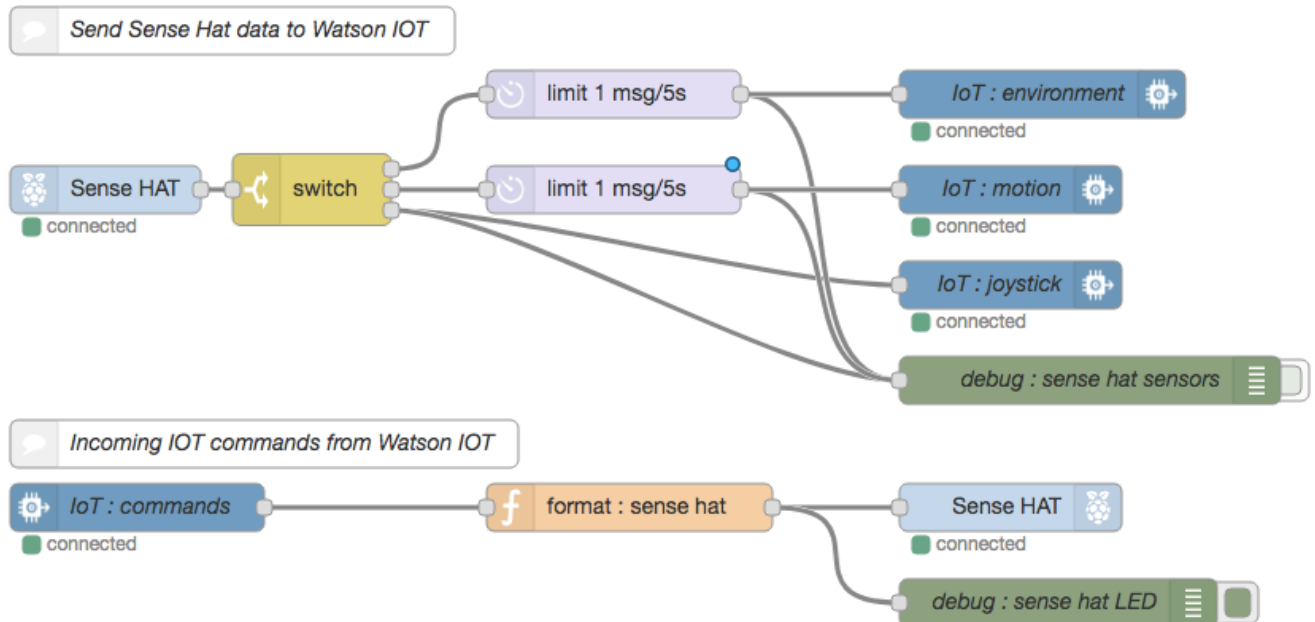 Send Sense Hat data to Watson IOT
limit 1 msg/5s
IoT : environment
connected
Sense HAT
switch
limit 1 msg/5s
IoT : motion
connected
connected
IoT : joystick
connected
debug : sense hat sensors
Incoming IOT commands from Watson IOT
IoT : commands
format : sense hat
Sense HAT
connected
connected
debug : sense hat LED